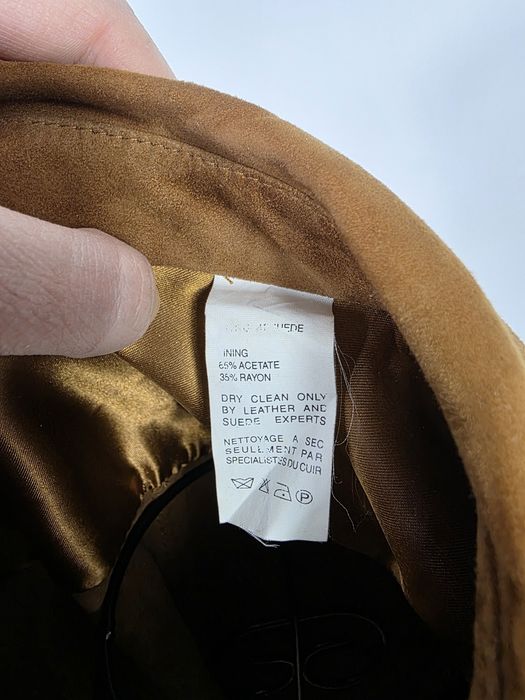 SUEDE
INING
65% ACETATE
35% RAYON
DRY CLEAN ONLY
BY LEATHER AND
SUEDE EXPERTS
NETTOYAGE A SEC
SEULEMENT PAR
SPECIALISTES DU CUIR
P